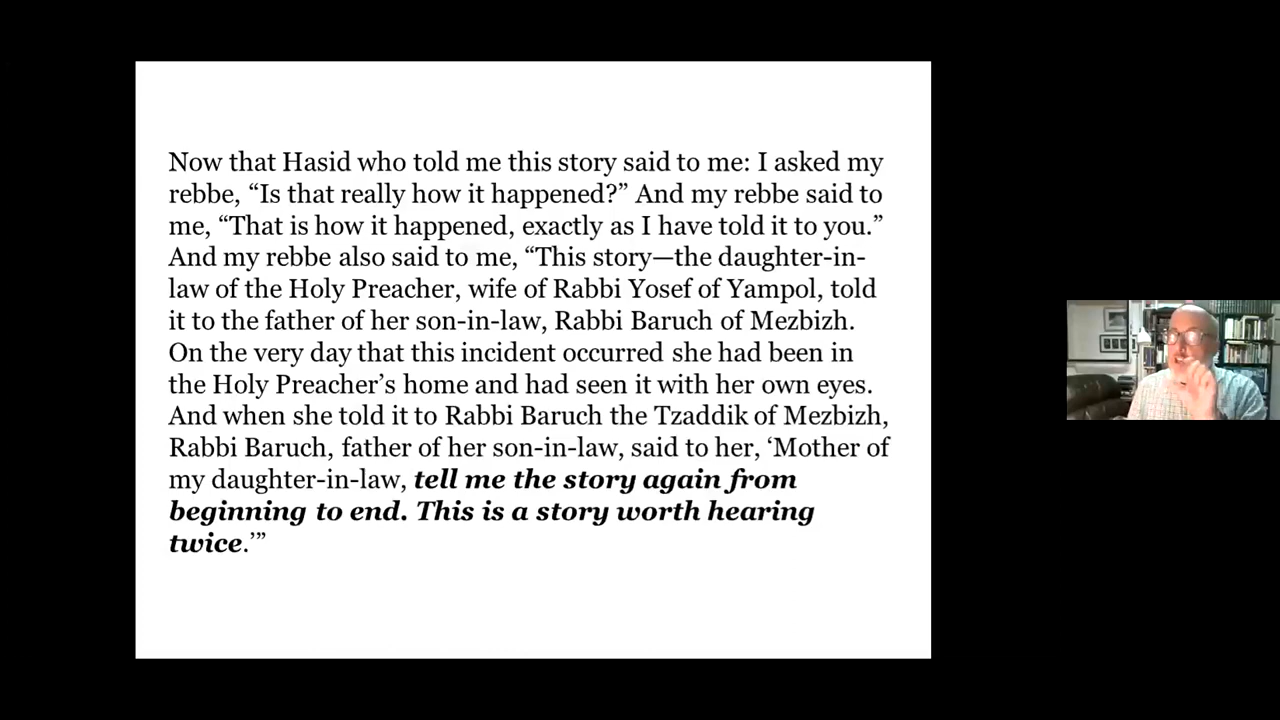 Now that Hasid who told me this story said to me: I asked my
rebbe, “Is that really how it happened?” And my rebbe said to
me, “That is how it happened, exactly as I have told it to you.”
And my rebbe also said to me, “This story—the daughter-in-
law of the Holy Preacher, wife of Rabbi Yosef of Yampol, told
it to the father of her son-in-law, Rabbi Baruch of Mezbizh.
On the very day that this incident occurred she had been in
the Holy Preacher’s home and had seen it with her own eyes.
And when she told it to Rabbi Baruch the Tzaddik of Mezbizh,
Rabbi Baruch, father of her son-in-law, said to her, ‘Mother of
my daughter-in-law, tell me the story again from
beginning to end. This is a story worth hearing
twice.’”